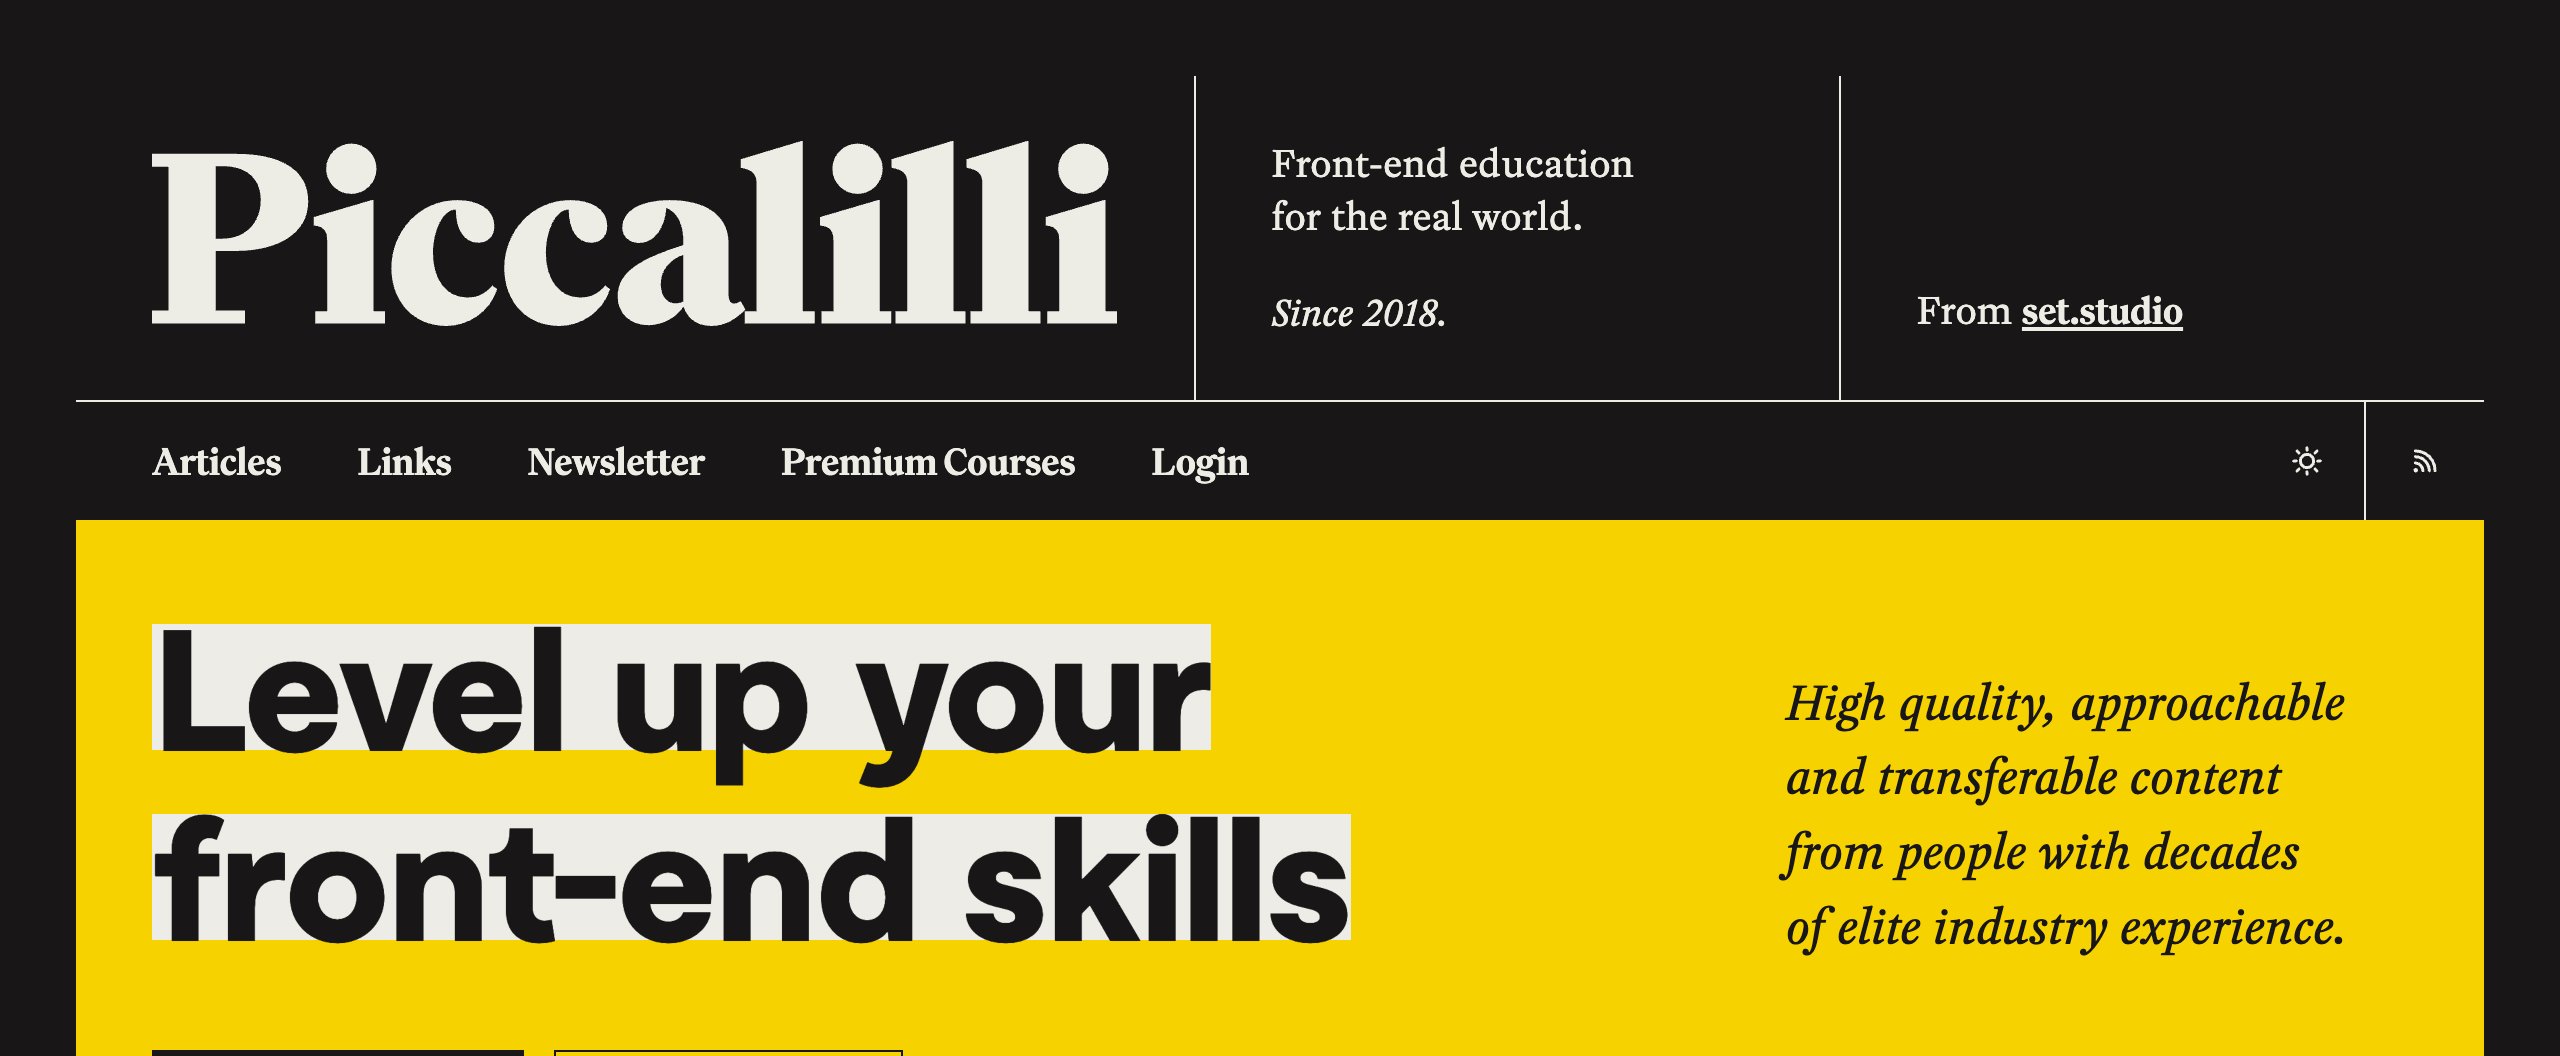 Piccalilli
Front-end education
for the real world.
Since 2018.
From set.studio
Articles
Links
Newsletter
Premium Courses
Login
Level up your
front-end skills
High quality, approachable
and transferable content
from people with decades
of elite industry experience.